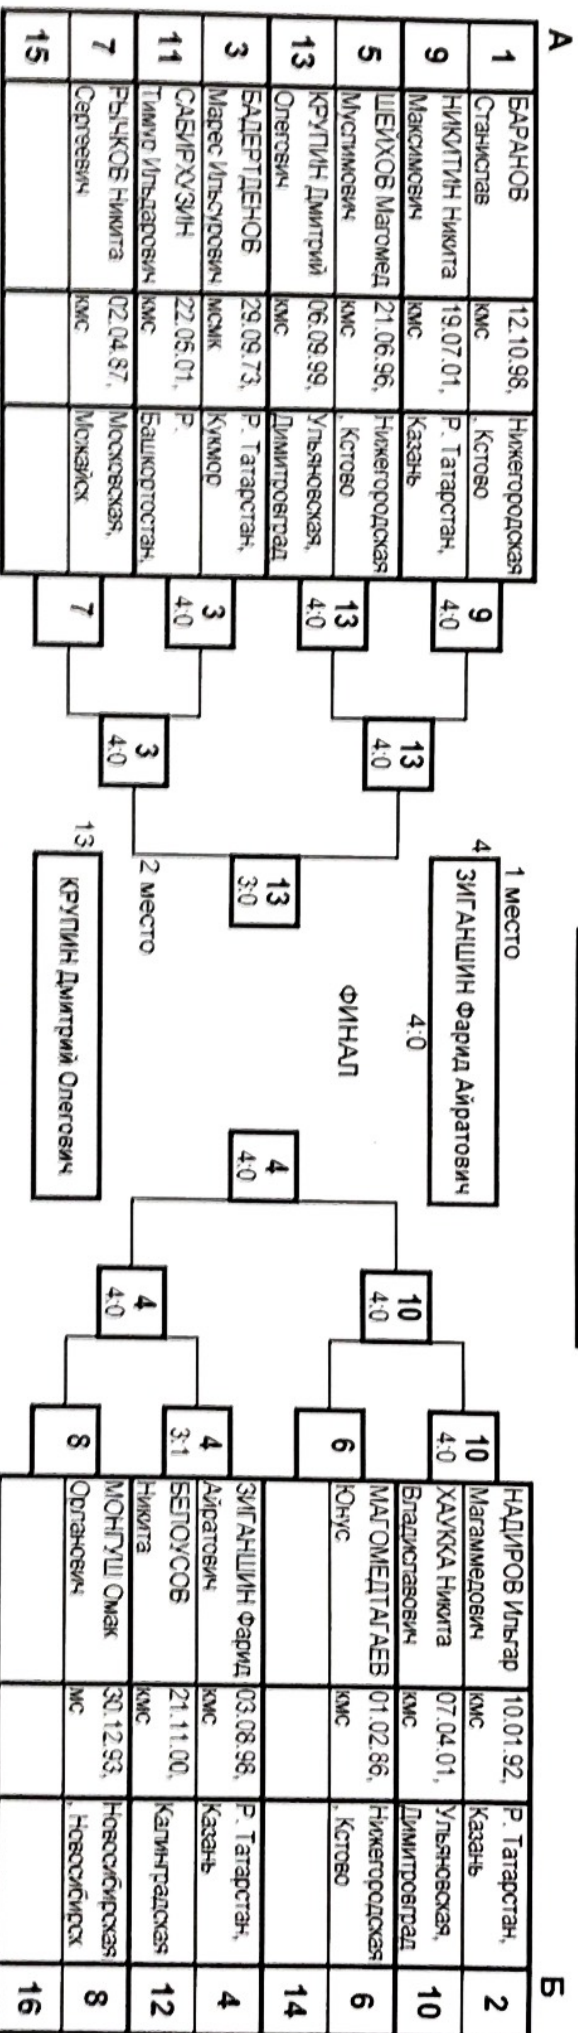 А
1
БАРАНОВ
Станислав
12.10.98,
кмс
Нижегородская
, Кстово
9
НИКИТИН Никита
Максимович
19.07.01,
кмс
Р. Татарстан,
Казань
5
ШЕЙХОВ Магомед
Муслимович
21.06.96,
кмс
Нижегородская
, Кстово
13
КРУПИН Дмитрий
Олегович
06.09.99,
кмс
Ульяновская,
Димитровград
3
БАДЕРТДЕНОВ
Марес Ильсурович
29.09.73,
мсмк
Р. Татарстан,
Кукмор
11
САБИРХУЗИН
Тимур Ильдарович
22.05.01,
кмс
Р.
Башкортостан,
7
РЫЧКОВ Никита
Сергеевич
02.04.87,
кмс
Московская,
Можайск
15
9
4:0
13
4:0
3
4:0
7
13
4:0
3
4:0
13
3:0
1 место
4
ЗИГАНШИН Фарид Айратович
4:0
ФИНАЛ
2 место
13
КРУПИН Дмитрий Олегович
4
4:0
10
4:0
4
4:0
10
4:0
6
4
3:1
8
Б
НАДИРОВ Ильгар
Магаммедович
10.01.92,
кмс
Р. Татарстан,
Казань
2
ХАУККА Никита
Владиславович
07.04.01,
кмс
Ульяновская,
Димитровград
10
МАГОМЕДТАГАЕВ
Юнус
01.02.86,
кмс
Нижегородская
, Кстово
6
14
ЗИГАНШИН Фарид
Айратович
03.08.98,
кмс
Р. Татарстан,
Казань
4
БЕЛОУСОВ
Никита
21.11.00,
кмс
Калининградская
12
МОНГУШ Омак
Орланович
30.12.93,
мс
Новосибирская
, Новосибирск
8
16